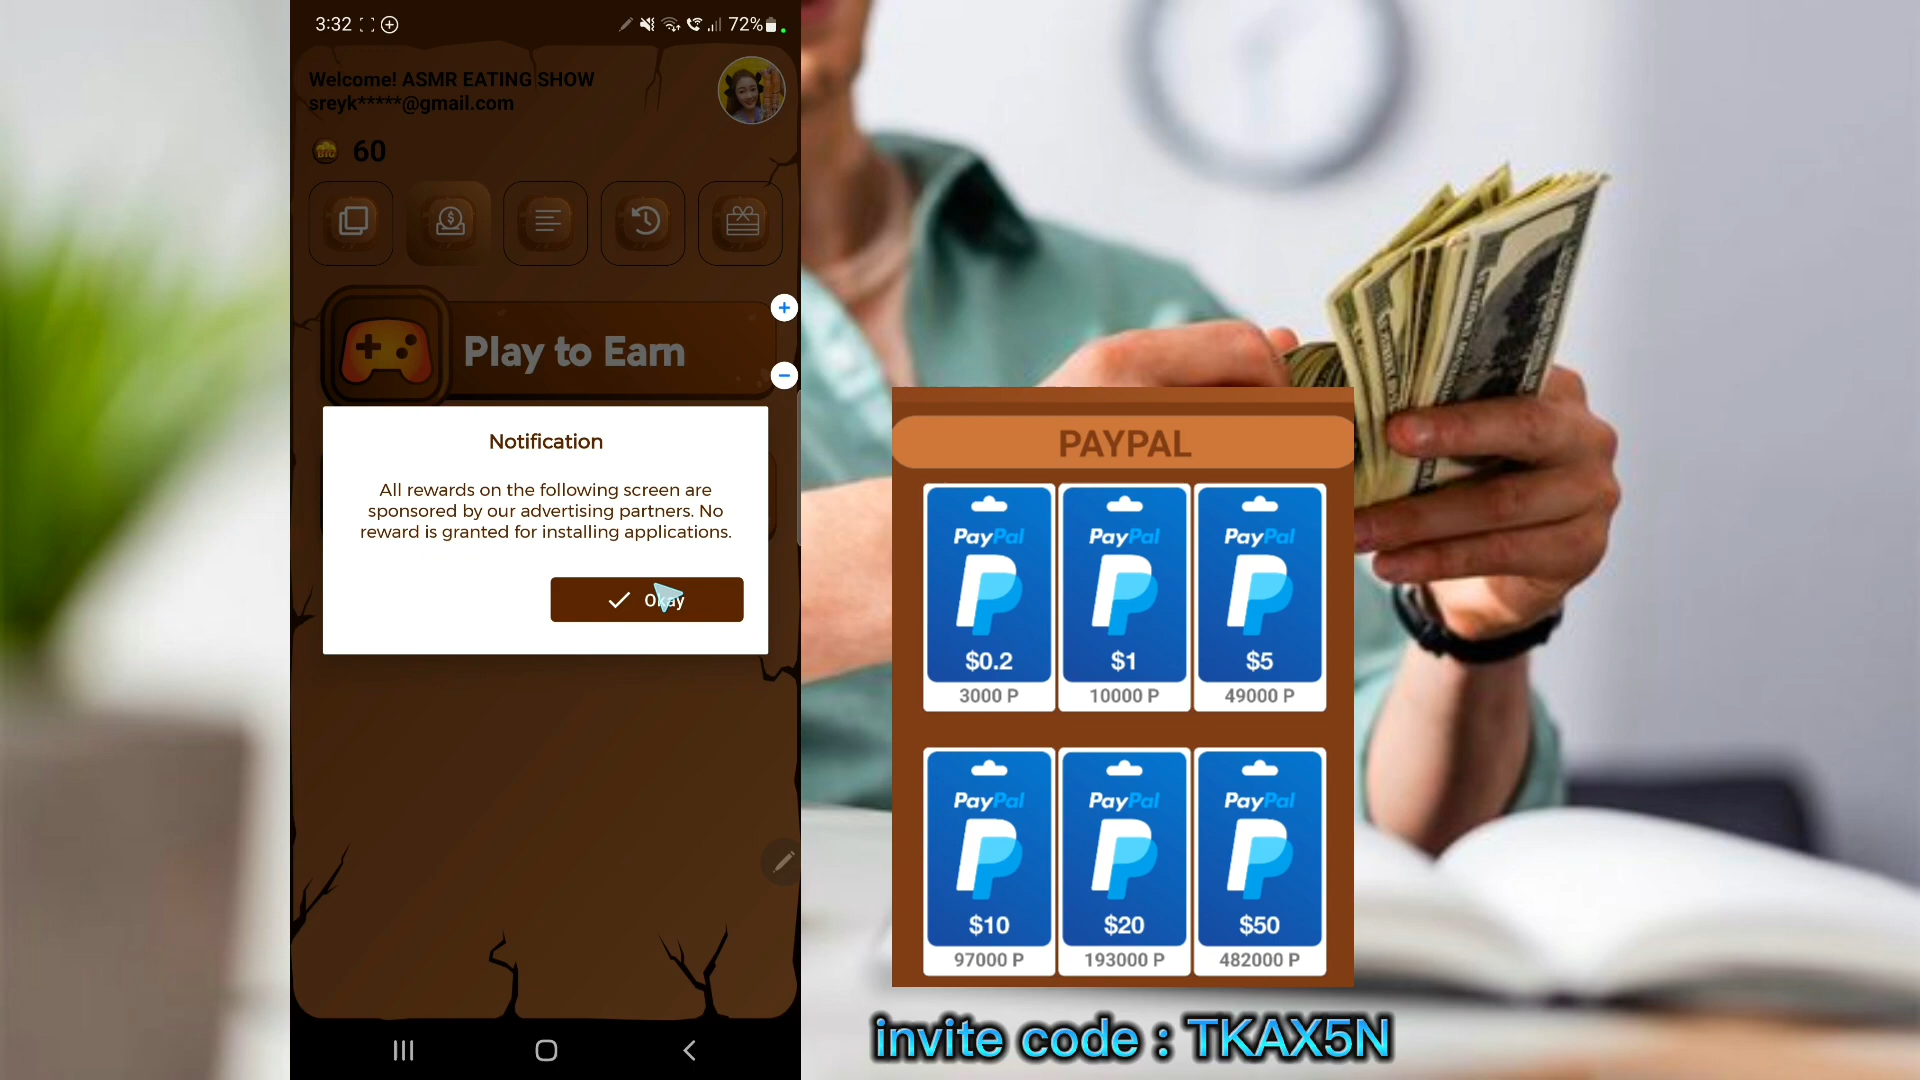 3:32
72%
Welcome! ASMR EATING SHOW
sreyk*****@gmail.com
BIG
60
Play to Earn
Notification
All rewards on the following screen are
sponsored by our advertising partners. No
reward is granted for installing applications.
Okay
PAYPAL
PayPal PayPal PayPal
$0.2 $1 $5
3000 P 10000 P 49000 P
PayPal PayPal PayPal
$10 $20 $50
97000 P 193000 P 482000 P
invite code : TKAX5N